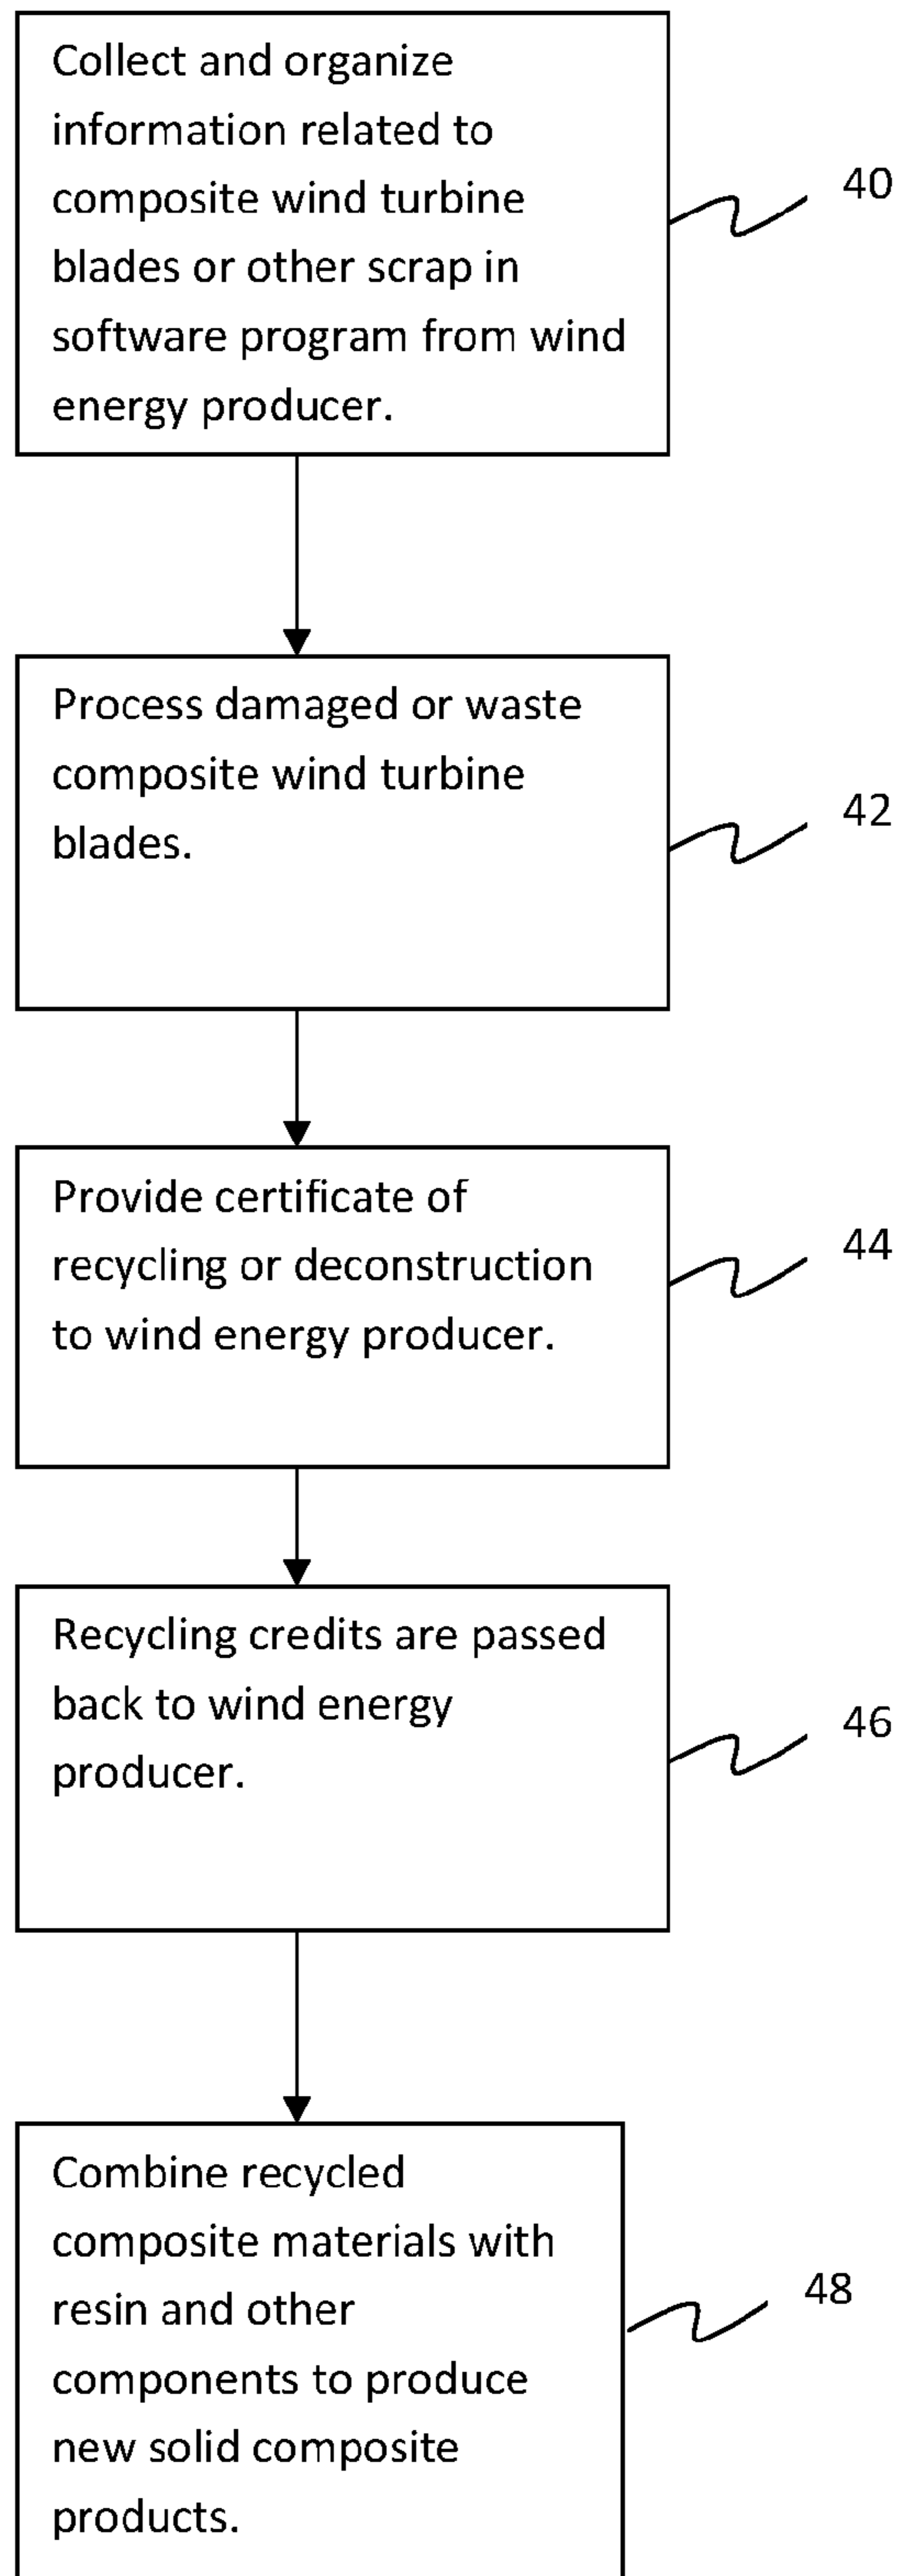 Collect and organize
information related to
composite wind turbine
blades or other scrap in
software program from wind
energy producer.
40
Process damaged or waste
composite wind turbine
blades.
42
Provide certificate of
recycling or deconstruction
to wind energy producer.
44
Recycling credits are passed
back to wind energy
producer.
46
Combine recycled
composite materials with
resin and other
components to produce
new solid composite
products.
48